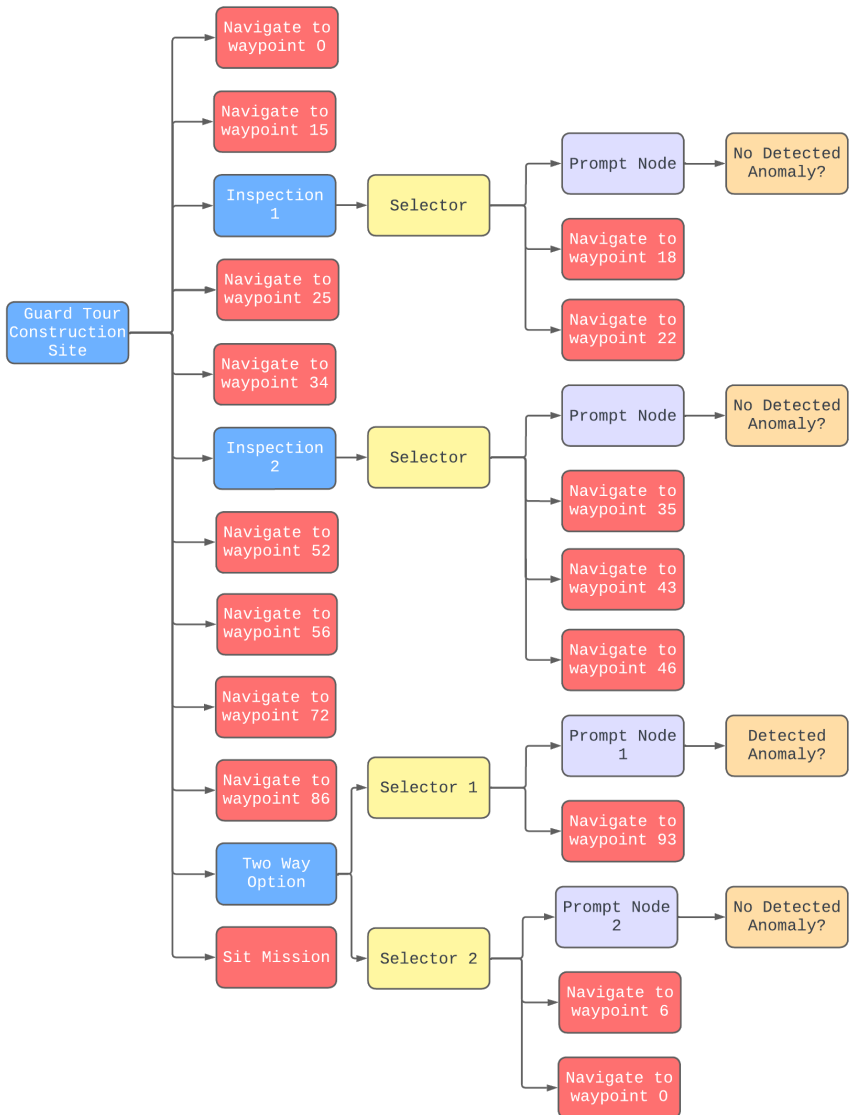 Navigate to
waypoint 0
Navigate to
waypoint 15
Prompt Node
No Detected
Anomaly?
Inspection
1
Selector
Navigate to
waypoint 18
Navigate to
waypoint 25
Navigate to
waypoint 22
Guard Tour
Construction
Site
Navigate to
waypoint 34
Prompt Node
No Detected
Anomaly?
Inspection
2
Selector
Navigate to
waypoint 35
Navigate to
waypoint 52
Navigate to
waypoint 43
Navigate to
waypoint 56
Navigate to
waypoint 46
Navigate to
waypoint 72
Prompt Node
1
Detected
Anomaly?
Navigate to
waypoint 86
Selector 1
Navigate to
waypoint 93
Two Way
Option
Prompt Node
2
No Detected
Anomaly?
Sit Mission
Selector 2
Navigate to
waypoint 6
Navigate to
waypoint 0